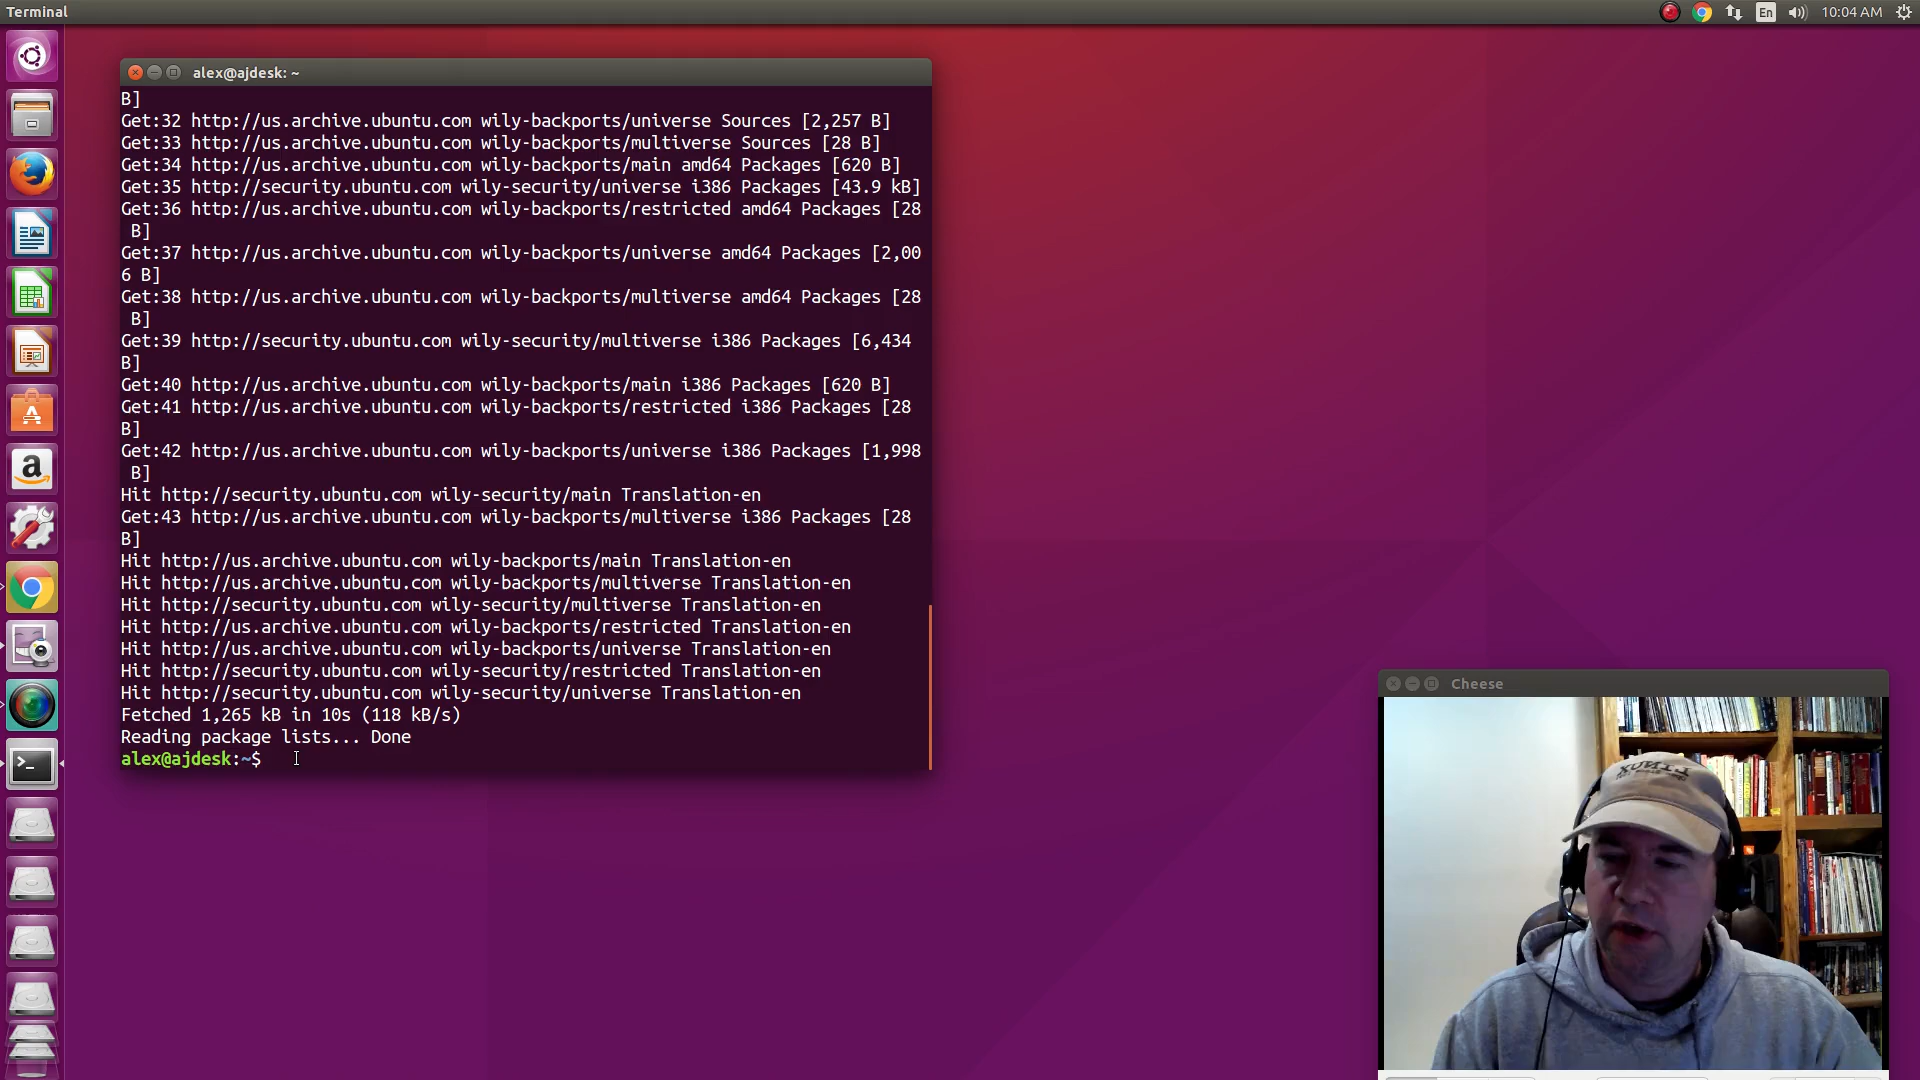 Terminal
En
10:04 AM
alex@ajdesk: ~
B]
Get:32 http://us.archive.ubuntu.com wily-backports/universe Sources [2,257 B]
Get:33 http://us.archive.ubuntu.com wily-backports/multiverse Sources [28 B]
Get:34 http://us.archive.ubuntu.com wily-backports/main amd64 Packages [620 B]
Get:35 http://security.ubuntu.com wily-security/universe i386 Packages [43.9 kB]
Get:36 http://us.archive.ubuntu.com wily-backports/restricted amd64 Packages [28
B]
Get:37 http://us.archive.ubuntu.com wily-backports/universe amd64 Packages [2,00
6 B]
Get:38 http://us.archive.ubuntu.com wily-backports/multiverse amd64 Packages [28
B]
Get:39 http://security.ubuntu.com wily-security/multiverse i386 Packages [6,434
B]
Get:40 http://us.archive.ubuntu.com wily-backports/main i386 Packages [620 B]
Get:41 http://us.archive.ubuntu.com wily-backports/restricted i386 Packages [28
B]
Get:42 http://us.archive.ubuntu.com wily-backports/universe i386 Packages [1,998
B]
Hit http://security.ubuntu.com wily-security/main Translation-en
Get:43 http://us.archive.ubuntu.com wily-backports/multiverse i386 Packages [28
B]
Hit http://us.archive.ubuntu.com wily-backports/main Translation-en
Hit http://us.archive.ubuntu.com wily-backports/multiverse Translation-en
Hit http://security.ubuntu.com wily-security/multiverse Translation-en
Hit http://us.archive.ubuntu.com wily-backports/restricted Translation-en
Hit http://us.archive.ubuntu.com wily-backports/universe Translation-en
Hit http://security.ubuntu.com wily-security/restricted Translation-en
Hit http://security.ubuntu.com wily-security/universe Translation-en
Fetched 1,265 kB in 10s (118 kB/s)
Reading package lists... Done
alex@ajdesk:~$
Cheese